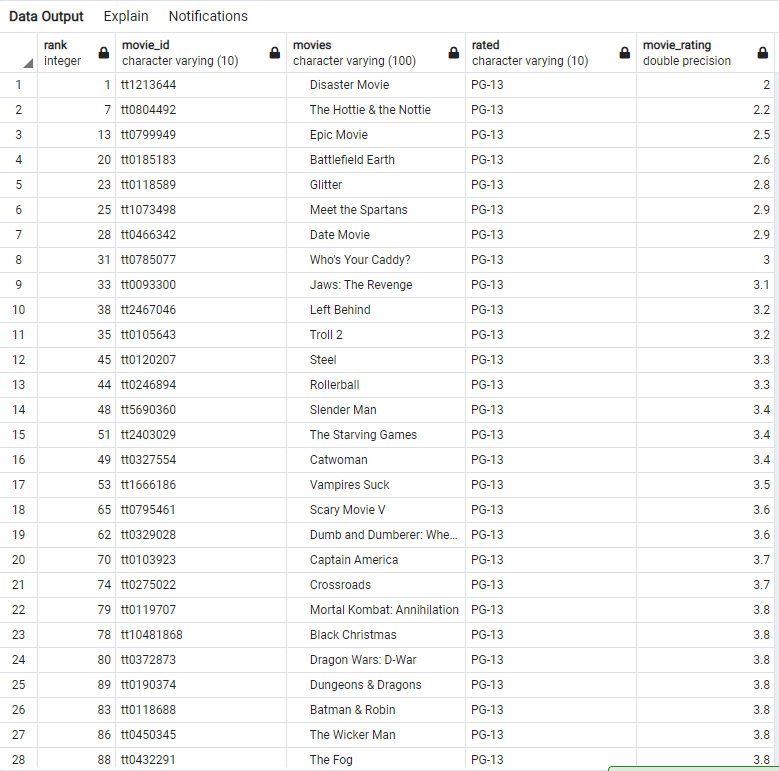 Data Output Explain Notifications
rank movie_id movies rated movie_rating
integer character varying (10) character varying (100) character varying (10) double precision
1 1 tt1213644 Disaster Movie PG-13 2
2 7 tt0804492 The Hottie & the Nottie PG-13 2.2
3 13 tt0799949 Epic Movie PG-13 2.5
4 20 tt0185183 Battlefield Earth PG-13 2.6
5 23 tt0118589 Glitter PG-13 2.8
6 25 tt1073498 Meet the Spartans PG-13 2.9
7 28 tt0466342 Date Movie PG-13 2.9
8 31 tt0785077 Who's Your Caddy? PG-13 3
9 33 tt0093300 Jaws: The Revenge PG-13 3.1
10 38 tt2467046 Left Behind PG-13 3.2
11 35 tt0105643 Troll 2 PG-13 3.2
12 45 tt0120207 Steel PG-13 3.3
13 44 tt0246894 Rollerball PG-13 3.3
14 48 tt5690360 Slender Man PG-13 3.4
15 51 tt2403029 The Starving Games PG-13 3.4
16 49 tt0327554 Catwoman PG-13 3.4
17 53 tt1666186 Vampires Suck PG-13 3.5
18 65 tt0795461 Scary Movie V PG-13 3.6
19 62 tt0329028 Dumb and Dumberer: Whe... PG-13 3.6
20 70 tt0103923 Captain America PG-13 3.7
21 74 tt0275022 Crossroads PG-13 3.7
22 79 tt0119707 Mortal Kombat: Annihilation PG-13 3.8
23 78 tt10481868 Black Christmas PG-13 3.8
24 80 tt0372873 Dragon Wars: D-War PG-13 3.8
25 89 tt0190374 Dungeons & Dragons PG-13 3.8
26 83 tt0118688 Batman & Robin PG-13 3.8
27 86 tt0450345 The Wicker Man PG-13 3.8
28 88 tt0432291 The Fog PG-13 3.8